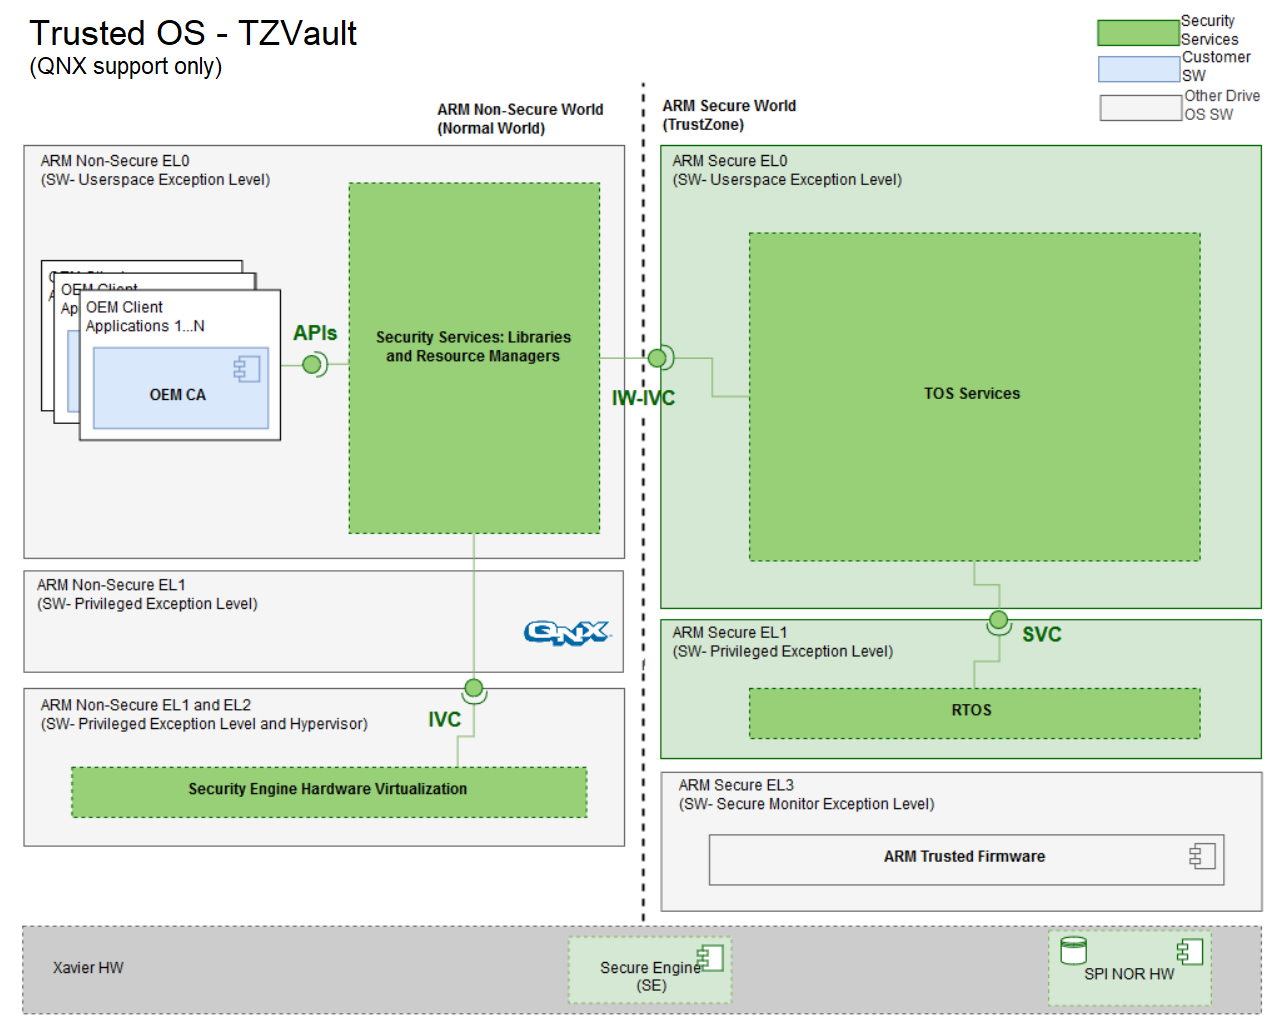 Trusted OS - TZVault
(QNX support only)
Security
Services
Customer
SW
Other Drive
OS SW
ARM Non-Secure World
(Normal World)
ARM Secure World
(TrustZone)
ARM Non-Secure EL0
(SW- Userspace Exception Level)
OEM Client
OEM Client
Applications 1...N
OEM CA
APIs
Security Services: Libraries
and Resource Managers
IW-IVC
ARM Secure EL0
(SW- Userspace Exception Level)
TOS Services
ARM Non-Secure EL1
(SW- Privileged Exception Level)
QNX
SVC
ARM Secure EL1
(SW- Privileged Exception Level)
RTOS
ARM Non-Secure EL1 and EL2
(SW- Privileged Exception Level and Hypervisor)
IVC
Security Engine Hardware Virtualization
ARM Secure EL3
(SW- Secure Monitor Exception Level)
ARM Trusted Firmware
Xavier HW
Secure Engine
(SE)
SPI NOR HW